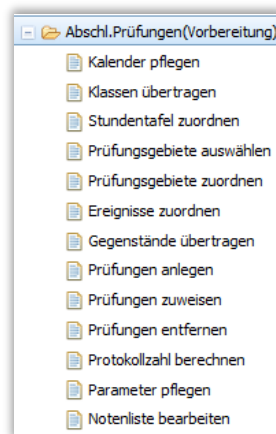 Abschl.Prüfungen(Vorbereitung)
Kalender pflegen
Klassen übertragen
Stundentafel zuordnen
Prüfungsgebiete auswählen
Prüfungsgebiete zuordnen
Ereignisse zuordnen
Gegenstände übertragen
Prüfungen anlegen
Prüfungen zuweisen
Prüfungen entfernen
Protokollzahl berechnen
Parameter pflegen
Notenliste bearbeiten